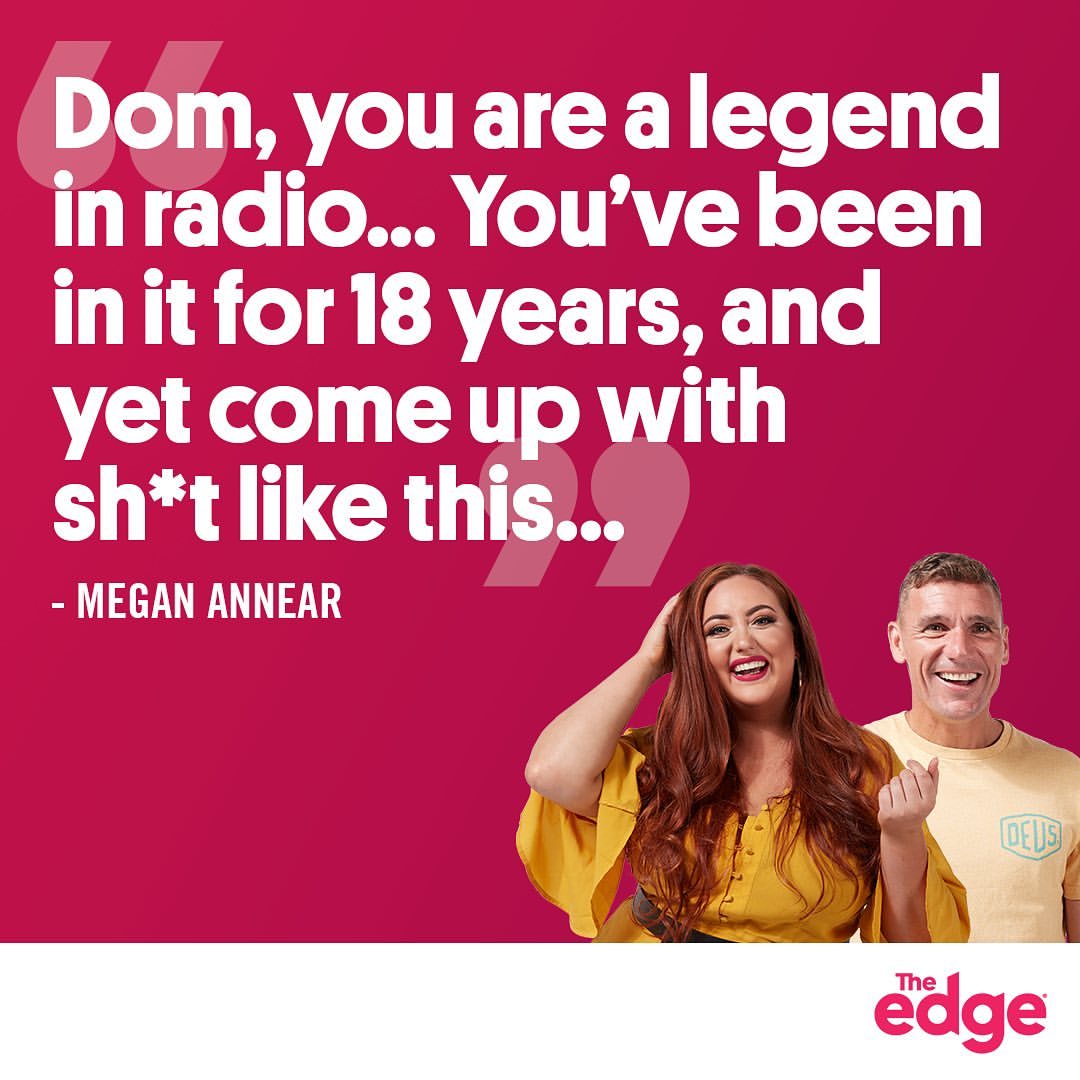 Dom, you are a legend
in radio... You’ve been
in it for 18 years, and
yet come up with
sh*t like this...
- MEGAN ANNEAR
DEUS
The
edge